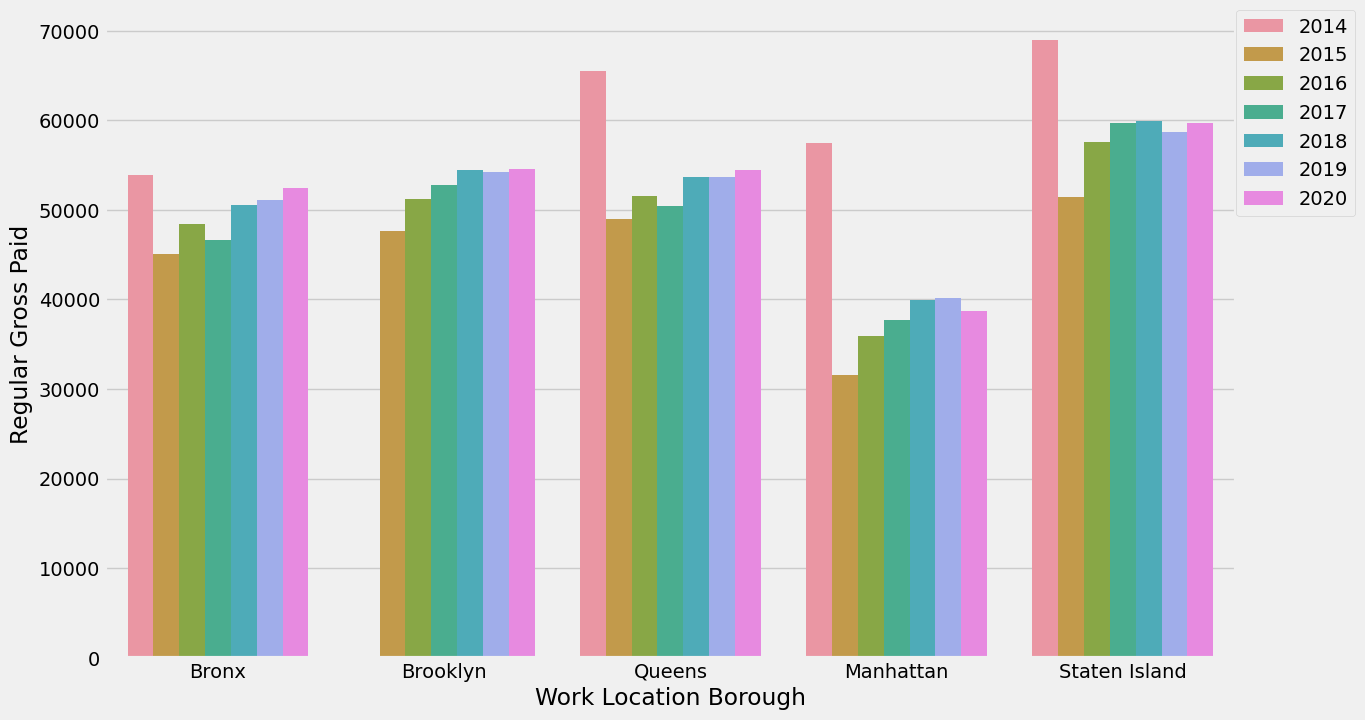 70000
60000
50000
40000
30000
20000
10000
0
Regular Gross Paid
Bronx
Brooklyn
Queens
Manhattan
Staten Island
Work Location Borough
2014
2015
2016
2017
2018
2019
2020